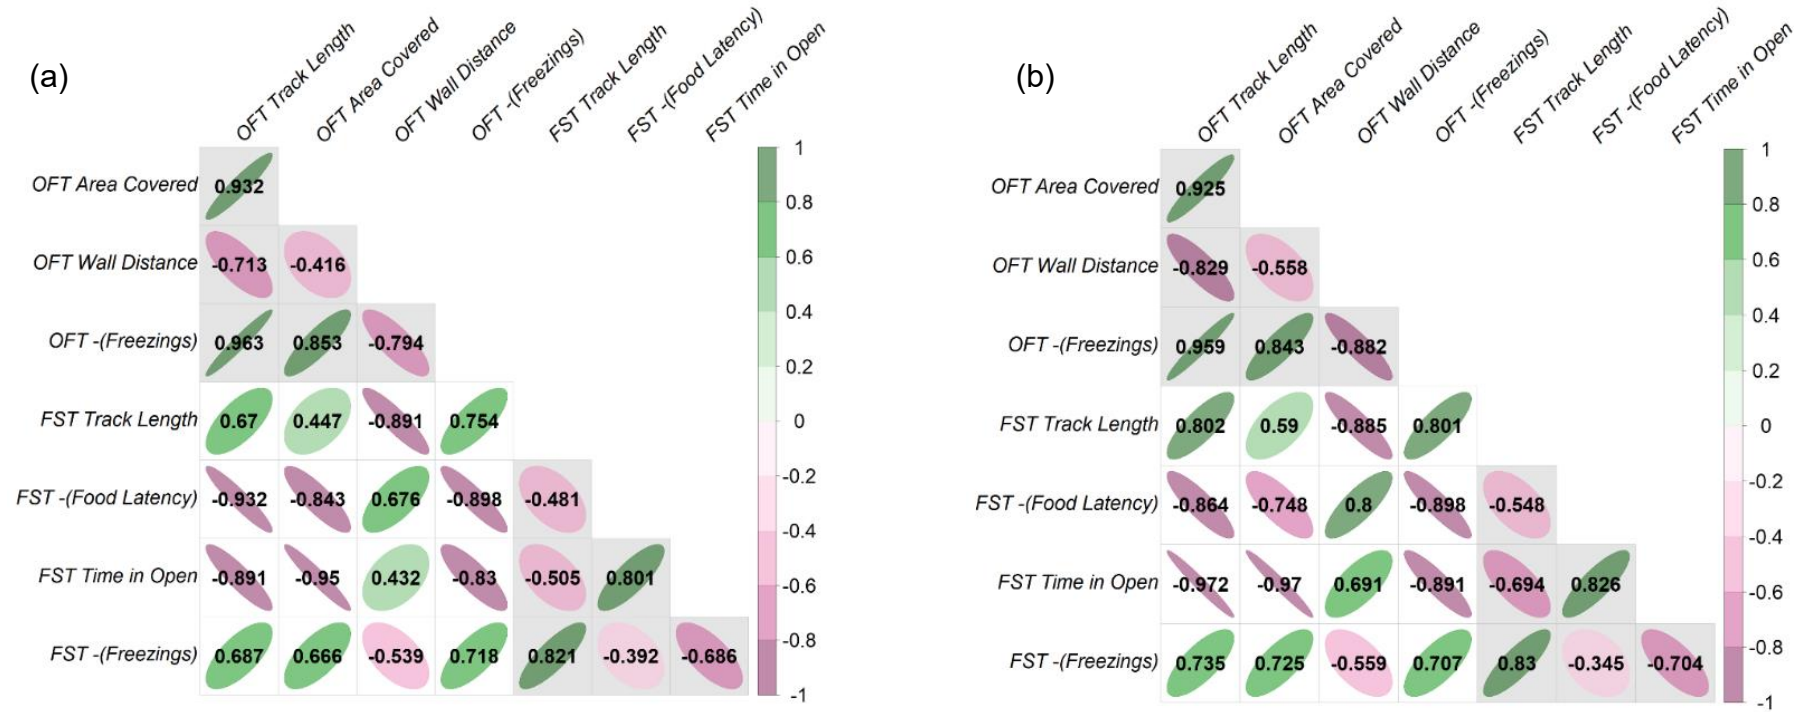 (a)
OFT Track Length
OFT Area Covered
OFT Wall Distance
OFT -(Freezings)
FST Track Length
FST -(Food Latency)
FST Time in Open
OFT Area Covered 0.932
OFT Wall Distance -0.713 -0.416
OFT -(Freezings) 0.963 0.853 -0.794
FST Track Length 0.67 0.447 -0.891 0.754
FST -(Food Latency) -0.932 -0.843 0.676 -0.898 -0.481
FST Time in Open -0.891 -0.95 0.432 -0.83 -0.505 0.801
FST -(Freezings) 0.687 0.666 -0.539 0.718 0.821 -0.392 -0.686
1
0.8
0.6
0.4
0.2
0
-0.2
-0.4
-0.6
-0.8
-1
(b)
OFT Track Length
OFT Area Covered
OFT Wall Distance
OFT -(Freezings)
FST Track Length
FST -(Food Latency)
FST Time in Open
OFT Area Covered 0.925
OFT Wall Distance -0.829 -0.558
OFT -(Freezings) 0.959 0.843 -0.882
FST Track Length 0.802 0.59 -0.885 0.801
FST -(Food Latency) -0.864 -0.748 0.8 -0.898 -0.548
FST Time in Open -0.972 -0.97 0.691 -0.891 -0.694 0.826
FST -(Freezings) 0.735 0.725 -0.559 0.707 0.83 -0.345 -0.704
1
0.8
0.6
0.4
0.2
0
-0.2
-0.4
-0.6
-0.8
-1